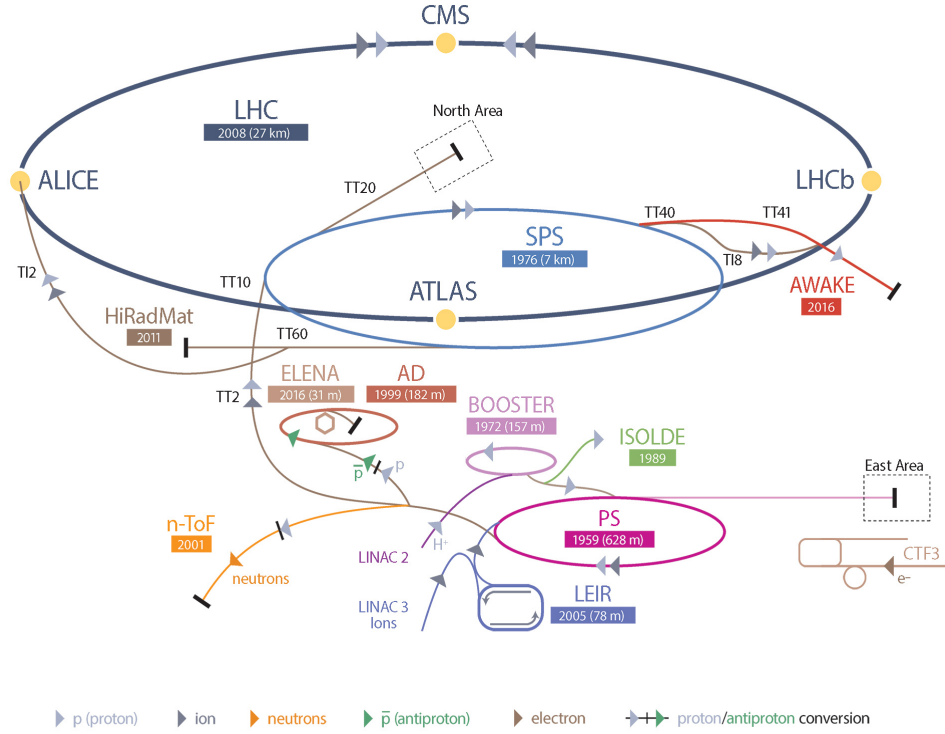 CMS
LHC
2008 (27 km)
North Area
ALICE
LHCb
TT20
TT40
TT41
SPS
1976 (7 km)
TI8
TI2
TT10
ATLAS
AWAKE
2016
HiRadMat
2011
TT60
ELENA
2016 (31 m)
AD
1999 (182 m)
TT2
BOOSTER
1972 (157 m)
ISOLDE
1989
p̅
p
East Area
n-ToF
2001
PS
1959 (628 m)
H⁺
LINAC 2
neutrons
CTF3
e⁻
LEIR
2005 (78 m)
LINAC 3
Ions
p (proton)
ion
neutrons
p̅ (antiproton)
electron
proton/antiproton conversion